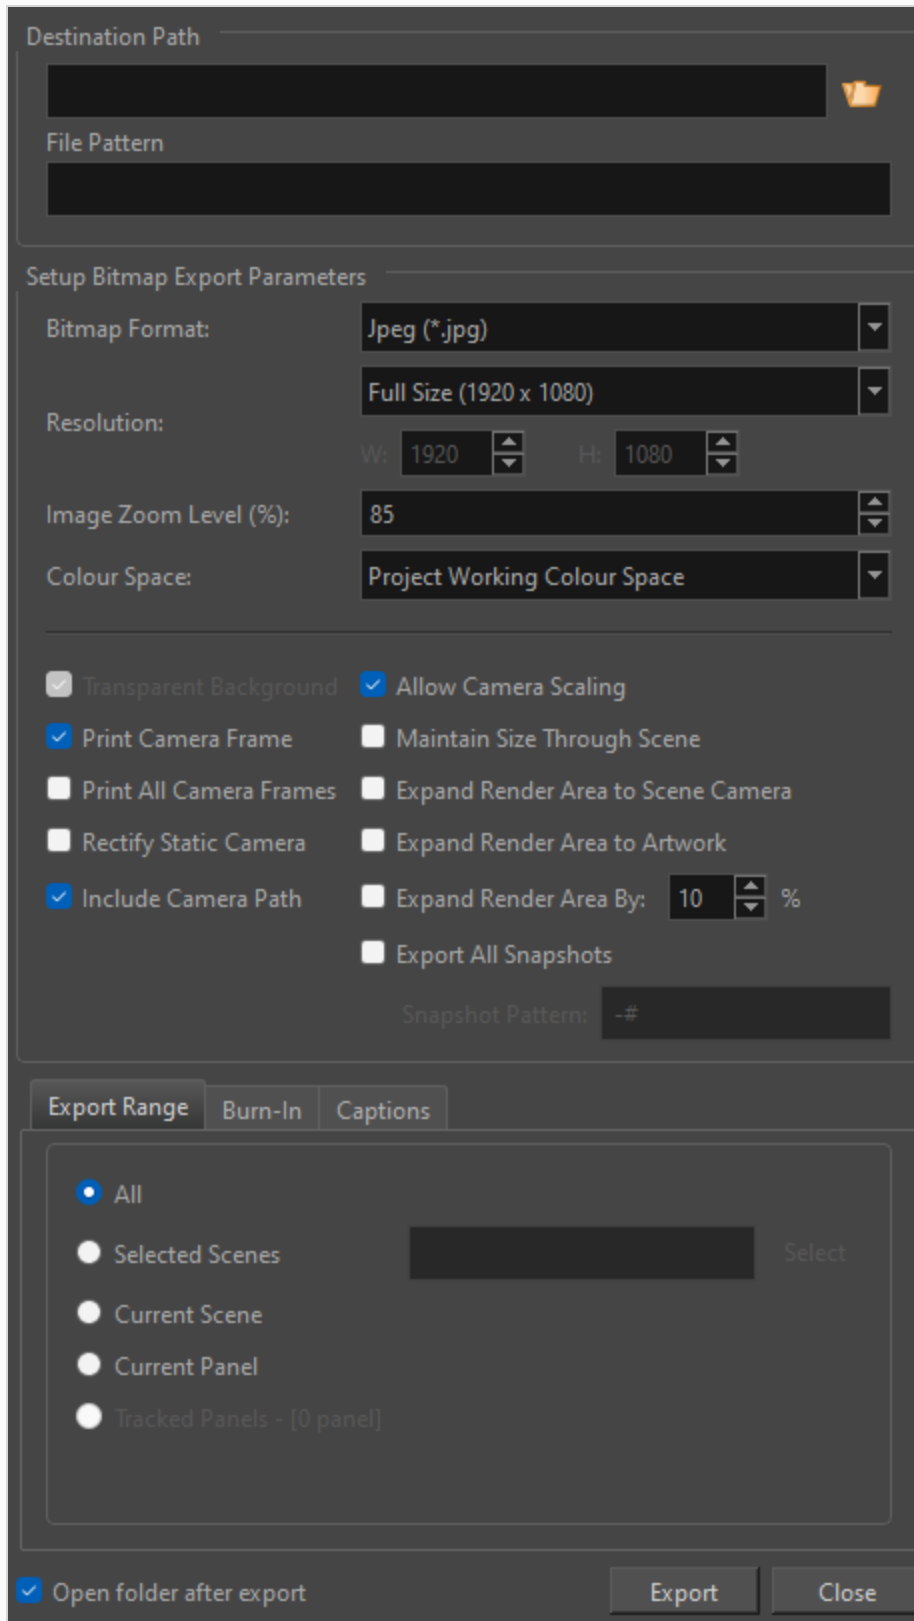 Destination Path
File Pattern
Setup Bitmap Export Parameters
Bitmap Format: Jpeg (*.jpg)
Full Size (1920 x 1080)
Resolution:
W: 1920 H: 1080
Image Zoom Level (%): 85
Colour Space: Project Working Colour Space
Transparent Background Allow Camera Scaling
Print Camera Frame Maintain Size Through Scene
Print All Camera Frames Expand Render Area to Scene Camera
Rectify Static Camera Expand Render Area to Artwork
Include Camera Path Expand Render Area By: 10 %
Export All Snapshots
Snapshot Pattern: -#
Export Range Burn-In Captions
All
Selected Scenes Select
Current Scene
Current Panel
Tracked Panels - [0 panel]
Open folder after export Export Close